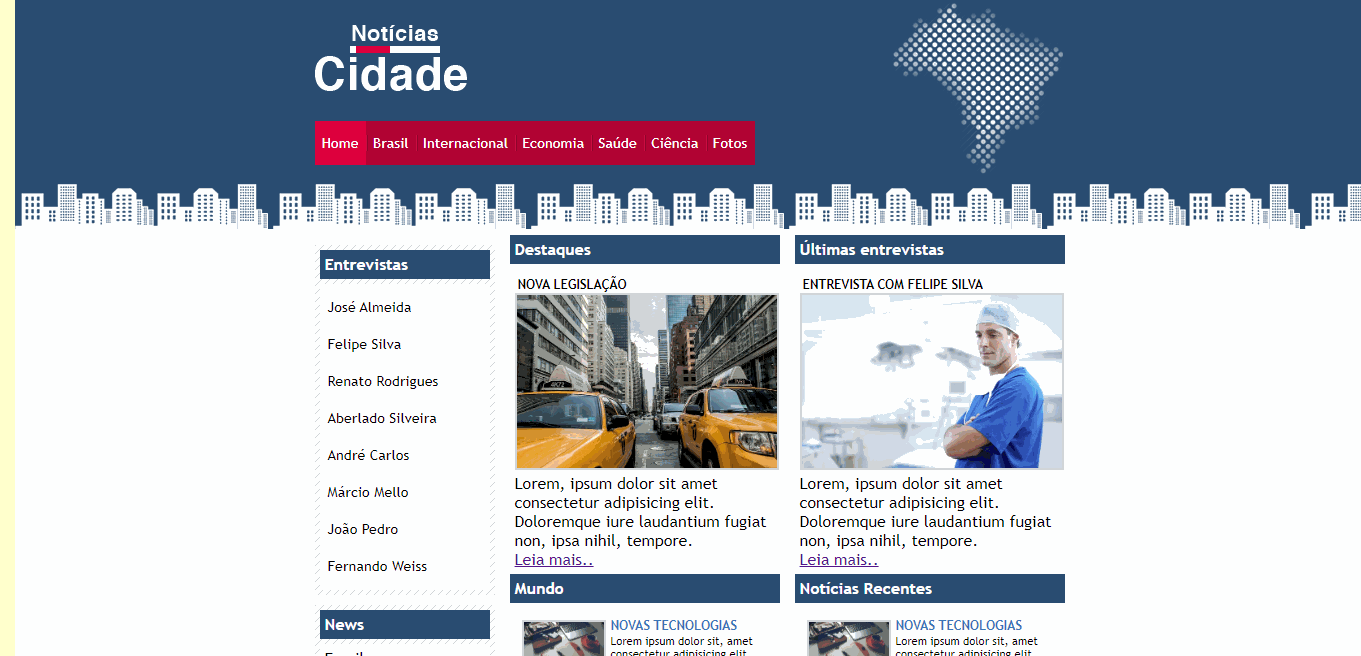 Notícias
Cidade
Home Brasil Internacional Economia Saúde Ciência Fotos
Entrevistas
José Almeida
Felipe Silva
Renato Rodrigues
Aberlado Silveira
André Carlos
Márcio Mello
João Pedro
Fernando Weiss
News
Destaques
NOVA LEGISLAÇÃO
Lorem, ipsum dolor sit amet
consectetur adipisicing elit.
Doloremque iure laudantium fugiat
non, ipsa nihil, tempore.
Leia mais..
Mundo
NOVAS TECNOLOGIAS
Lorem ipsum dolor sit, amet
consectetur adipisicing elit.
Últimas entrevistas
ENTREVISTA COM FELIPE SILVA
Lorem, ipsum dolor sit amet
consectetur adipisicing elit.
Doloremque iure laudantium fugiat
non, ipsa nihil, tempore.
Leia mais..
Notícias Recentes
NOVAS TECNOLOGIAS
Lorem ipsum dolor sit, amet
consectetur adipisicing elit.